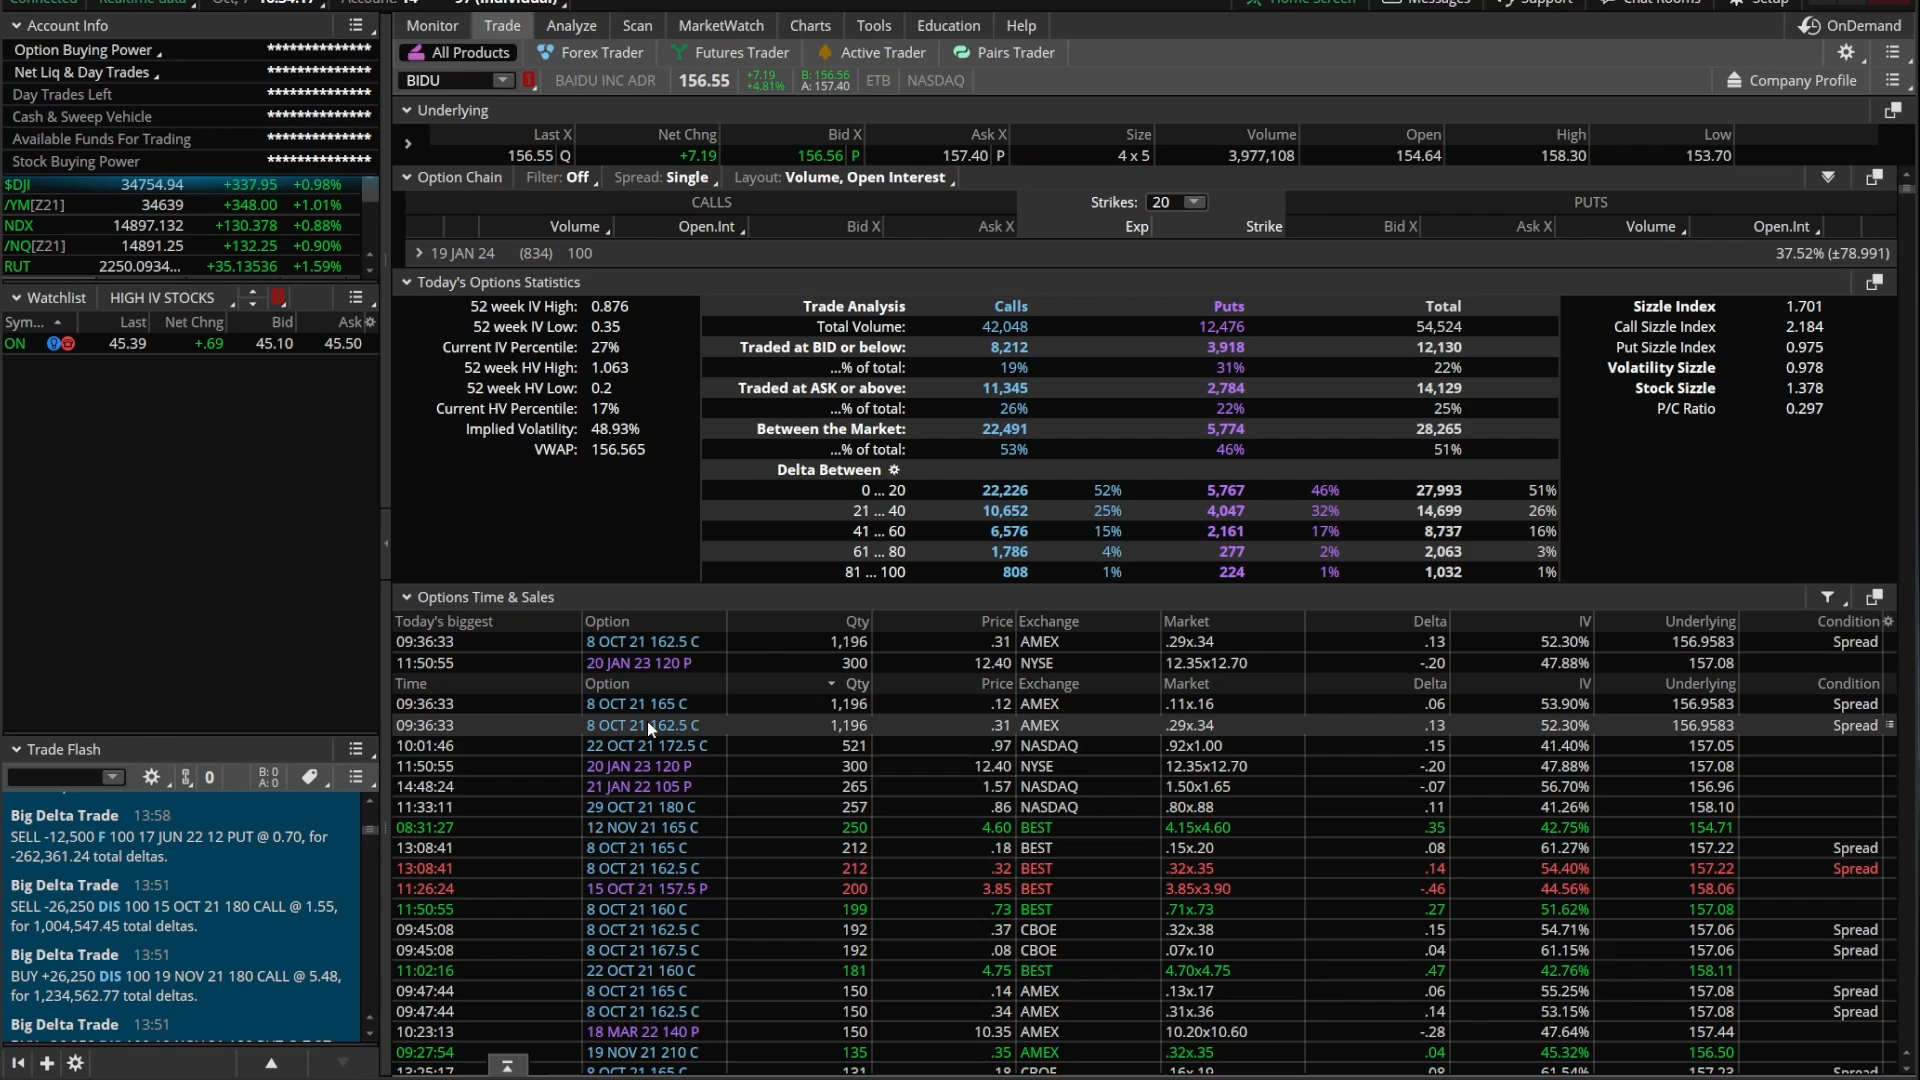 Account Info
Option Buying Power **************
Net Liq & Day Trades **************
Day Trades Left **************
Cash & Sweep Vehicle **************
Available Funds For Trading **************
Stock Buying Power **************
$DJI 34754.94 +337.95 +0.98%
/YM[Z21] 34639 +348.00 +1.01%
NDX 14897.132 +130.378 +0.88%
/NQ[Z21] 14891.25 +132.25 +0.90%
RUT 2250.0934... +35.13536 +1.59%
Watchlist HIGH IV STOCKS
Sym... Last Net Chng Bid Ask
ON 45.39 +.69 45.10 45.50
Trade Flash
0 B: 0 A: 0
Big Delta Trade 13:58
SELL -12,500 F 100 17 JUN 22 12 PUT @ 0.70, for
-262,361.24 total deltas.
Big Delta Trade 13:51
SELL -26,250 DIS 100 15 OCT 21 180 CALL @ 1.55,
for 1,004,547.45 total deltas.
Big Delta Trade 13:51
BUY +26,250 DIS 100 19 NOV 21 180 CALL @ 5.48,
for 1,234,562.77 total deltas.
Big Delta Trade 13:51
Monitor Trade Analyze Scan MarketWatch Charts Tools Education Help OnDemand
All Products Forex Trader Futures Trader Active Trader Pairs Trader
BIDU BAIDU INC ADR 156.55 +7.19 +4.81% B: 156.56 A: 157.40 ETB NASDAQ Company Profile
Underlying
Last X Net Chng Bid X Ask X Size Volume Open High Low
156.55 Q +7.19 156.56 P 157.40 P 4 x 5 3,977,108 154.64 158.30 153.70
Option Chain Filter: Off Spread: Single Layout: Volume, Open Interest
CALLS Strikes: 20 PUTS
Volume Open.Int Bid X Ask X Exp Strike Bid X Ask X Volume Open.Int
19 JAN 24 (834) 100 37.52% (±78.991)
Today's Options Statistics
52 week IV High: 0.876 Trade Analysis Calls Puts Total Sizzle Index 1.701
52 week IV Low: 0.35 Total Volume: 42,048 12,476 54,524 Call Sizzle Index 2.184
Current IV Percentile: 27% Traded at BID or below: 8,212 3,918 12,130 Put Sizzle Index 0.975
52 week HV High: 1.063 ...% of total: 19% 31% 22% Volatility Sizzle 0.978
52 week HV Low: 0.2 Traded at ASK or above: 11,345 2,784 14,129 Stock Sizzle 1.378
Current HV Percentile: 17% ...% of total: 26% 22% 25% P/C Ratio 0.297
Implied Volatility: 48.93% Between the Market: 22,491 5,774 28,265
VWAP: 156.565 ...% of total: 53% 46% 51%
Delta Between
0 ... 20 22,226 52% 5,767 46% 27,993 51%
21 ... 40 10,652 25% 4,047 32% 14,699 26%
41 ... 60 6,576 15% 2,161 17% 8,737 16%
61 ... 80 1,786 4% 277 2% 2,063 3%
81 ... 100 808 1% 224 1% 1,032 1%
Options Time & Sales
Today's biggest Option Qty Price Exchange Market Delta IV Underlying Condition
09:36:33 8 OCT 21 162.5 C 1,196 .31 AMEX .29x.34 .13 52.30% 156.9583 Spread
11:50:55 20 JAN 23 120 P 300 12.40 NYSE 12.35x12.70 -.20 47.88% 157.08
Time Option Qty Price Exchange Market Delta IV Underlying Condition
09:36:33 8 OCT 21 165 C 1,196 .12 AMEX .11x.16 .06 53.90% 156.9583 Spread
09:36:33 8 OCT 21 162.5 C 1,196 .31 AMEX .29x.34 .13 52.30% 156.9583 Spread
10:01:46 22 OCT 21 172.5 C 521 .97 NASDAQ .92x1.00 .15 41.40% 157.05
11:50:55 20 JAN 23 120 P 300 12.40 NYSE 12.35x12.70 -.20 47.88% 157.08
14:48:24 21 JAN 22 105 P 265 1.57 NASDAQ 1.50x1.65 -.07 56.70% 156.96
11:33:11 29 OCT 21 180 C 257 .86 NASDAQ .80x.88 .11 41.26% 158.10
08:31:27 12 NOV 21 165 C 250 4.60 BEST 4.15x4.60 .35 42.75% 154.71
13:08:41 8 OCT 21 165 C 212 .18 BEST .15x.20 .08 61.27% 157.22 Spread
13:08:41 8 OCT 21 162.5 C 212 .32 BEST .32x.35 .14 54.40% 157.22 Spread
11:26:24 15 OCT 21 157.5 P 200 3.85 BEST 3.85x3.90 -.46 44.56% 158.06
11:50:55 8 OCT 21 160 C 199 .73 BEST .71x.73 .27 51.62% 157.08
09:45:08 8 OCT 21 162.5 C 192 .37 CBOE .32x.38 .15 54.71% 157.06 Spread
09:45:08 8 OCT 21 167.5 C 192 .08 CBOE .07x.10 .04 61.15% 157.06 Spread
11:02:16 22 OCT 21 160 C 181 4.75 BEST 4.70x4.75 .47 42.76% 158.11
09:47:44 8 OCT 21 165 C 150 .14 AMEX .13x.17 .06 55.25% 157.08 Spread
09:47:44 8 OCT 21 162.5 C 150 .34 AMEX .31x.36 .14 53.15% 157.08 Spread
10:23:13 18 MAR 22 140 P 150 10.35 AMEX 10.20x10.60 -.28 47.64% 157.44
09:27:54 19 NOV 21 210 C 135 .35 AMEX .32x.35 .04 45.32% 156.50